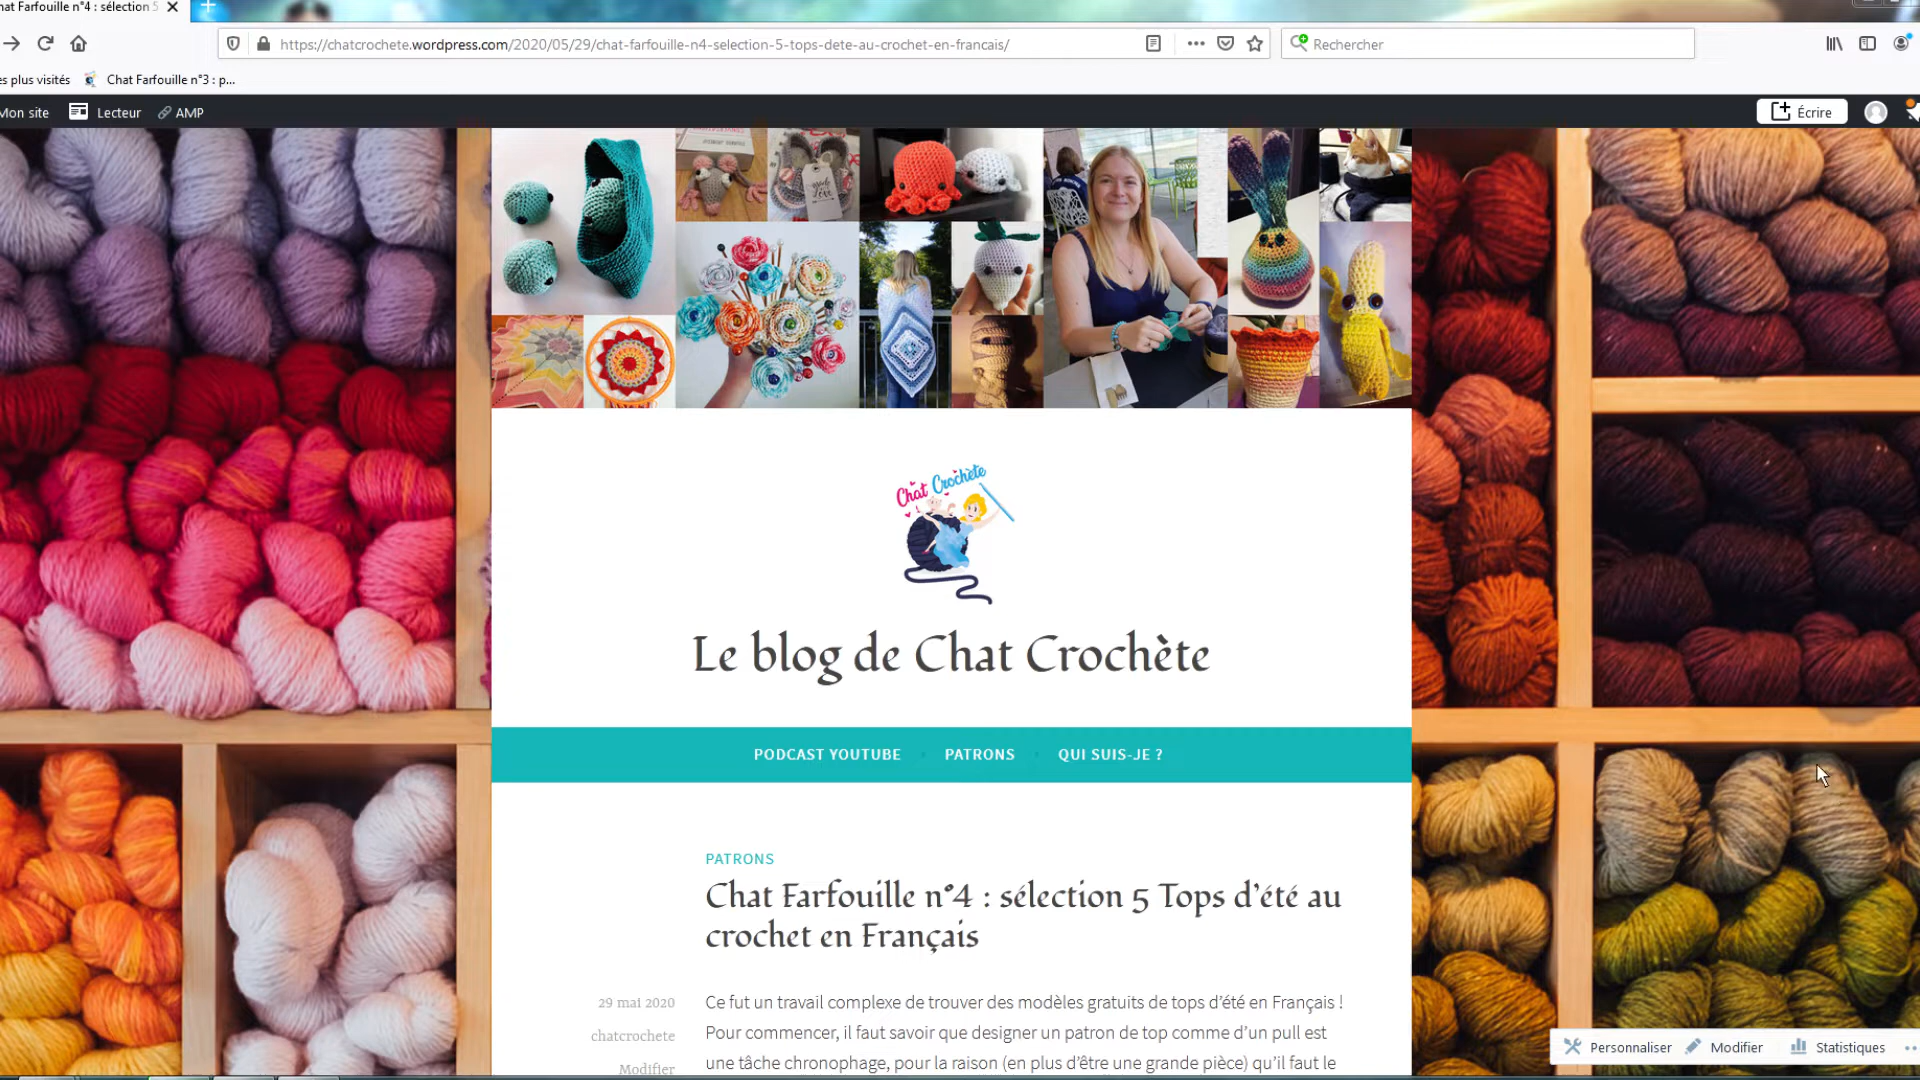 hat Farfouille n°4 : sélection 5
https://chatcrochete.wordpress.com/2020/05/29/chat-farfouille-n4-selection-5-tops-dete-au-crochet-en-francais/
Rechercher
es plus visités
Chat Farfouille n°3 : p...
Mon site
Lecteur
AMP
Écrire
Chat Crochète
Le blog de Chat Crochète
PODCAST YOUTUBE
PATRONS
QUI SUIS-JE ?
PATRONS
Chat Farfouille n°4 : sélection 5 Tops d'été au
crochet en Français
29 mai 2020
chatcrochete
Modifier
Ce fut un travail complexe de trouver des modèles gratuits de tops d'été en Français !
Pour commencer, il faut savoir que designer un patron de top comme d'un pull est
une tâche chronophage, pour la raison (en plus d'être une grande pièce) qu'il faut le
Personnaliser
Modifier
Statistiques